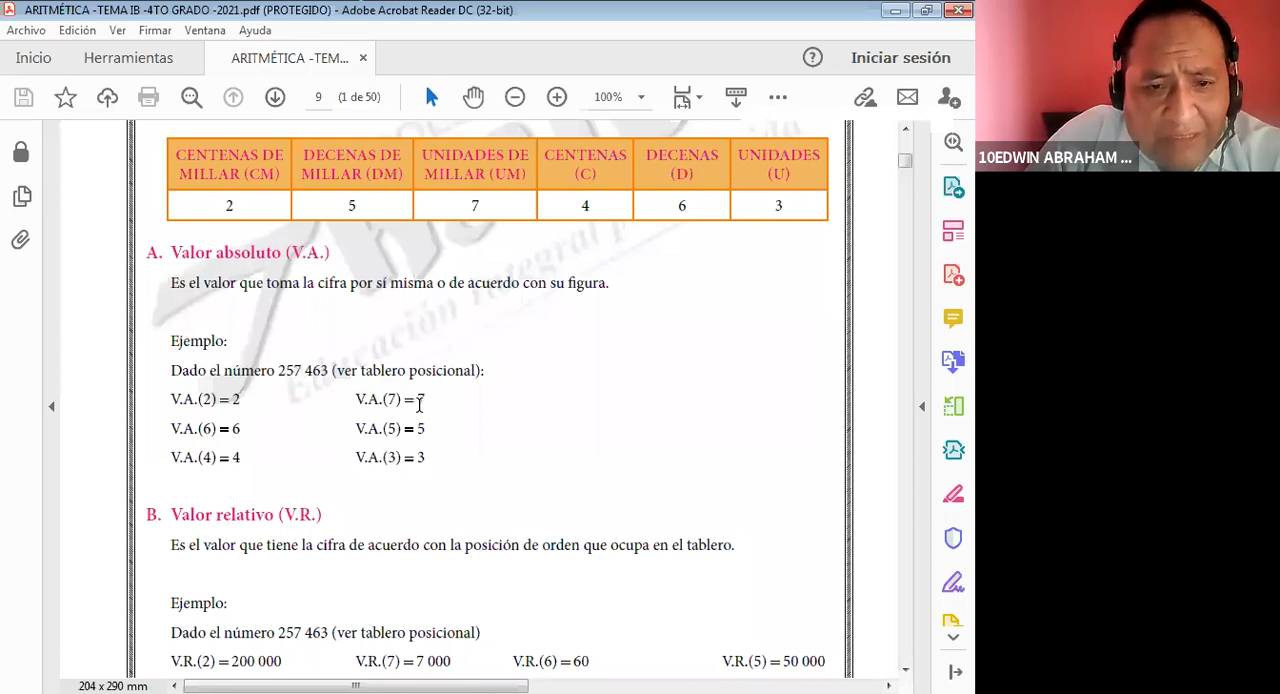 ARITMÉTICA -TEMA IB -4TO GRADO -2021.pdf (PROTEGIDO) - Adobe Acrobat Reader DC (32-bit)
Archivo Edición Ver Firmar Ventana Ayuda
Inicio Herramientas ARITMÉTICA -TEM... × Iniciar sesión
9 (1 de 50) 100%
10EDWIN ABRAHAM ...
CENTENAS DE MILLAR (CM) DECENAS DE MILLAR (DM) UNIDADES DE MILLAR (UM) CENTENAS (C) DECENAS (D) UNIDADES (U)
2 5 7 4 6 3
A. Valor absoluto (V.A.)
Es el valor que toma la cifra por sí misma o de acuerdo con su figura.
Ejemplo:
Dado el número 257 463 (ver tablero posicional):
V.A.(2) = 2 V.A.(7) = 7
V.A.(6) = 6 V.A.(5) = 5
V.A.(4) = 4 V.A.(3) = 3
B. Valor relativo (V.R.)
Es el valor que tiene la cifra de acuerdo con la posición de orden que ocupa en el tablero.
Ejemplo:
Dado el número 257 463 (ver tablero posicional)
V.R.(2) = 200 000 V.R.(7) = 7 000 V.R.(6) = 60 V.R.(5) = 50 000
204 x 290 mm
Educación Integral